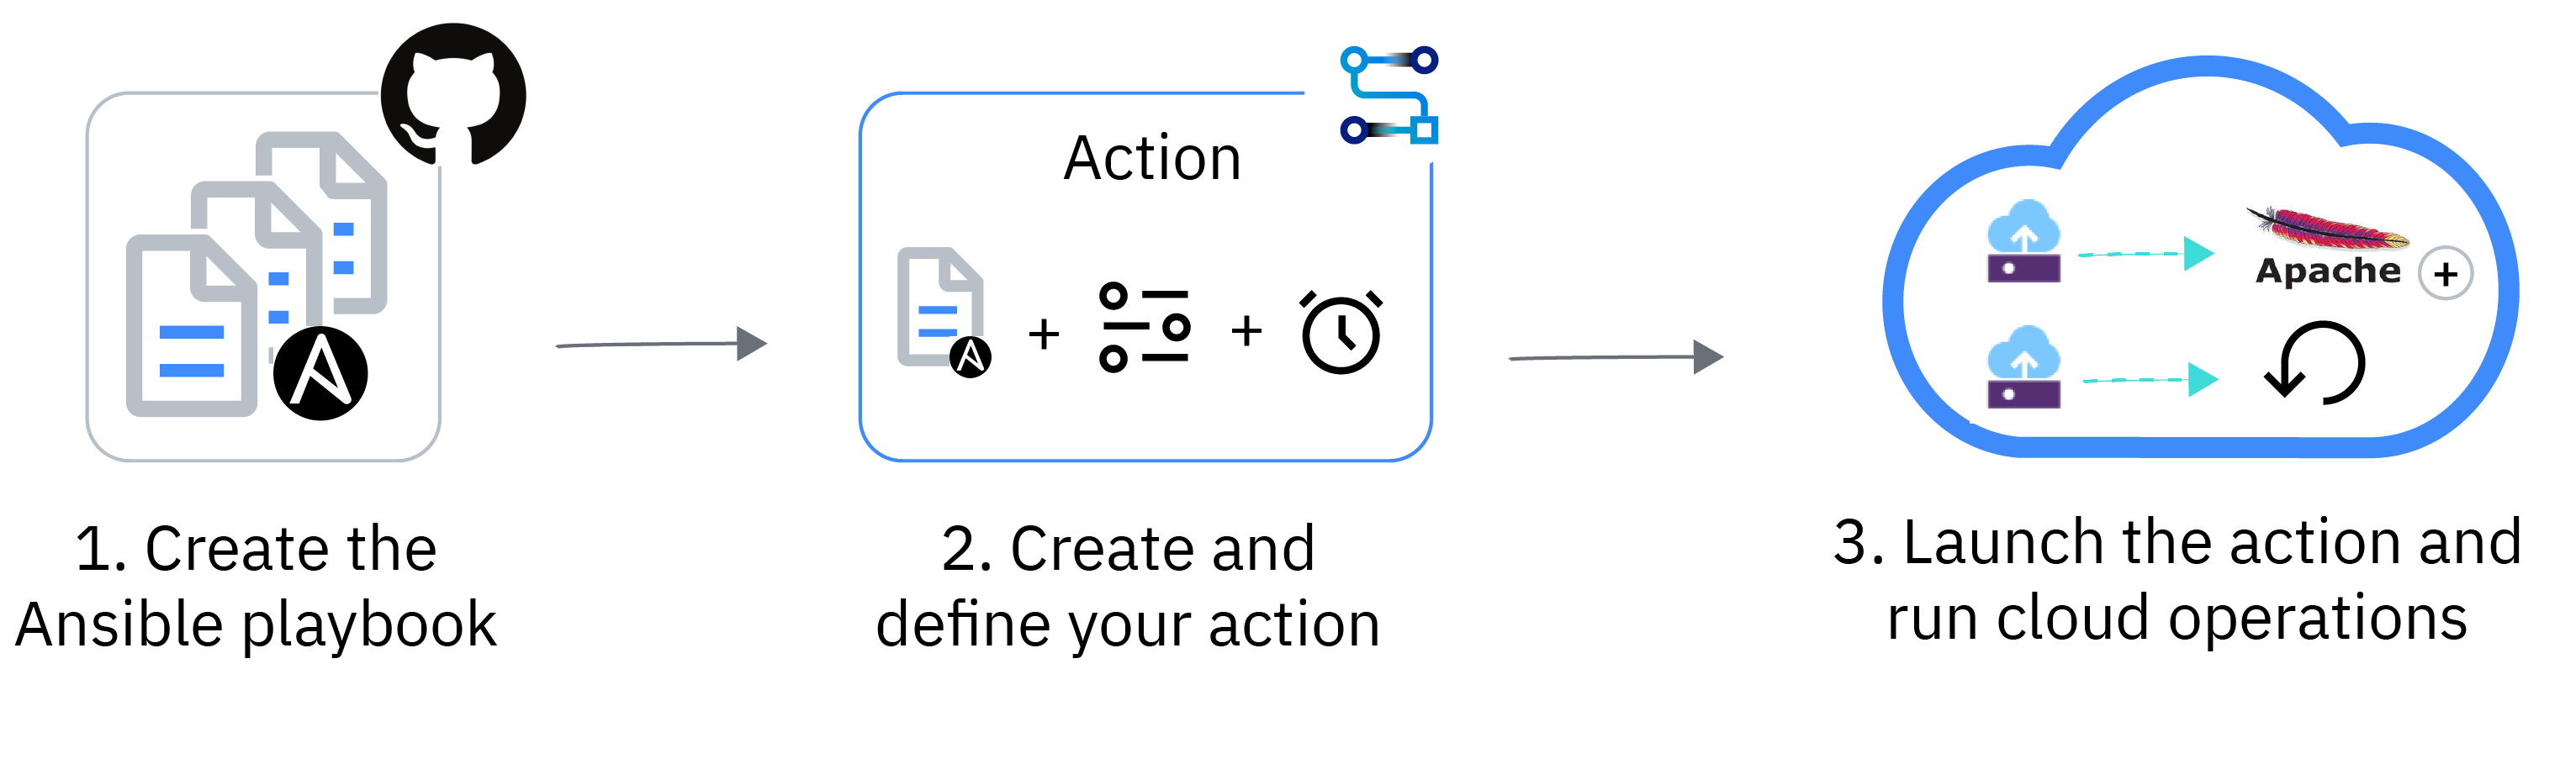 Action
+
+
Apache
+
1. Create the
Ansible playbook
2. Create and
define your action
3. Launch the action and
run cloud operations